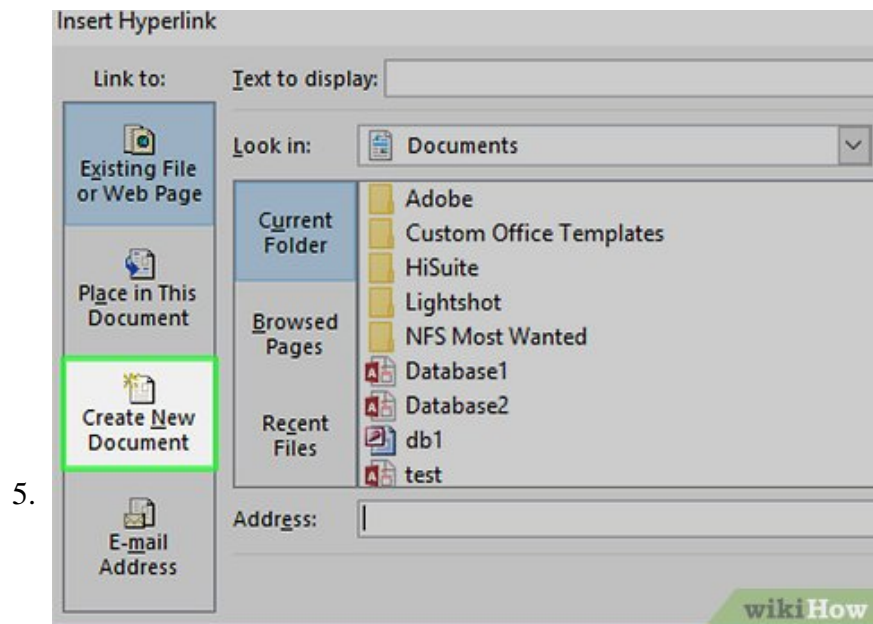 Insert Hyperlink
Link to:
Text to display:
Existing File
or Web Page
Look in:
Documents
Current
Folder
Adobe
Custom Office Templates
HiSuite
Lightshot
NFS Most Wanted
Database1
Database2
db1
test
Place in This
Document
Browsed
Pages
Create New
Document
Recent
Files
5.
E-mail
Address
Address:
wikiHow